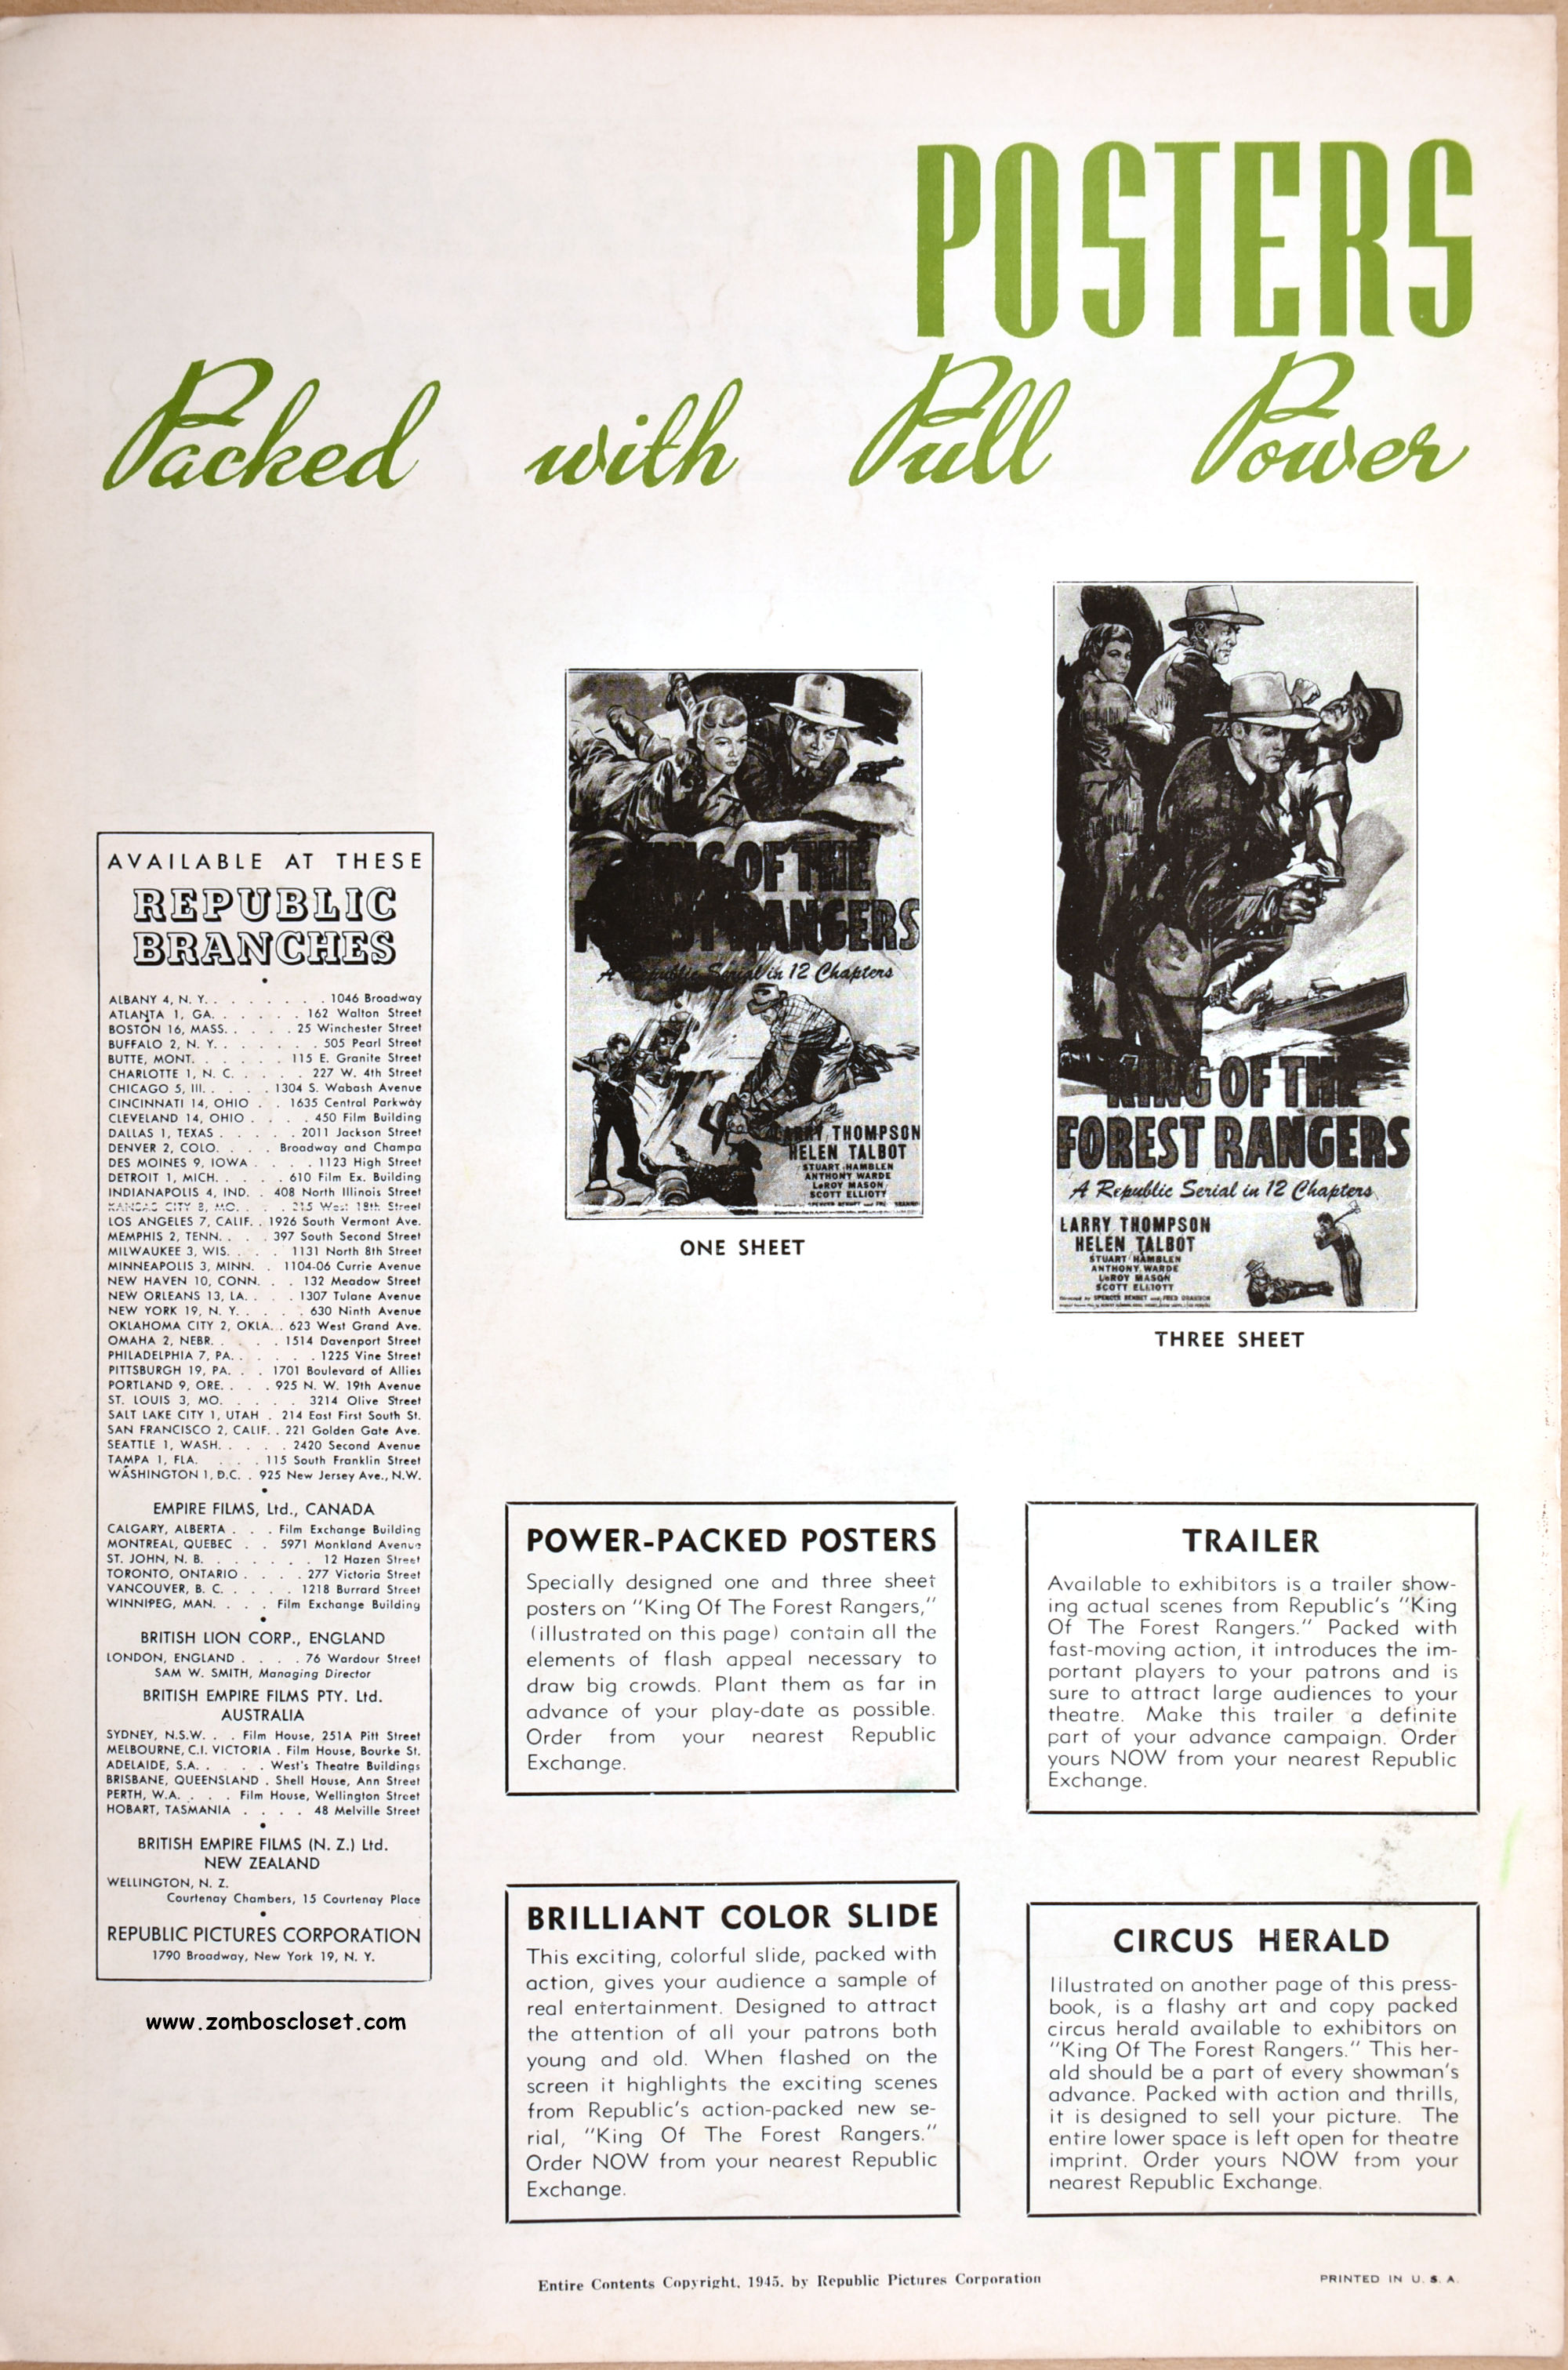 POSTERS
Packed with Pull Power
KING OF THE
FOREST RANGERS
A Republic Serial in 12 Chapters
LARRY THOMPSON
HELEN TALBOT
STUART HAMBLEN
ANTHONY WARDE
LeROY MASON
SCOTT ELLIOTT
ONE SHEET
KING OF THE
FOREST RANGERS
A Republic Serial in 12 Chapters
LARRY THOMPSON
HELEN TALBOT
STUART HAMBLEN
ANTHONY WARDE
LeROY MASON
SCOTT ELLIOTT
Directed by SPENCER BENNET and FRED BRANNON
THREE SHEET
AVAILABLE AT THESE
REPUBLIC
BRANCHES
ALBANY 4, N. Y. . . . . . . . 1046 Broadway
ATLANTA 1, GA. . . . . . 162 Walton Street
BOSTON 16, MASS. . . . . 25 Winchester Street
BUFFALO 2, N. Y. . . . . . . 505 Pearl Street
BUTTE, MONT. . . . . . 115 E. Granite Street
CHARLOTTE 1, N. C. . . . . 227 W. 4th Street
CHICAGO 5, Ill. . . . . 1304 S. Wabash Avenue
CINCINNATI 14, OHIO . . 1635 Central Parkway
CLEVELAND 14, OHIO . . . . 450 Film Building
DALLAS 1, TEXAS . . . . . 2011 Jackson Street
DENVER 2, COLO. . . . Broadway and Champa
DES MOINES 9, IOWA . . . . 1123 High Street
DETROIT 1, MICH. . . . . 610 Film Ex. Building
INDIANAPOLIS 4, IND. . 408 North Illinois Street
KANSAS CITY 8, MO. . . . 215 West 18th Street
LOS ANGELES 7, CALIF. . 1926 South Vermont Ave.
MEMPHIS 2, TENN. . . . 397 South Second Street
MILWAUKEE 3, WIS. . . . 1131 North 8th Street
MINNEAPOLIS 3, MINN. . 1104-06 Currie Avenue
NEW HAVEN 10, CONN. . . 132 Meadow Street
NEW ORLEANS 13, LA. . . . 1307 Tulane Avenue
NEW YORK 19, N. Y. . . . . 630 Ninth Avenue
OKLAHOMA CITY 2, OKLA... 623 West Grand Ave.
OMAHA 2, NEBR. . . . . 1514 Davenport Street
PHILADELPHIA 7, PA. . . . . . 1225 Vine Street
PITTSBURGH 19, PA. . . 1701 Boulevard of Allies
PORTLAND 9, ORE. . . . 925 N. W. 19th Avenue
ST. LOUIS 3, MO. . . . . 3214 Olive Street
SALT LAKE CITY 1, UTAH . 214 East First South St.
SAN FRANCISCO 2, CALIF. . 221 Golden Gate Ave.
SEATTLE 1, WASH. . . . . 2420 Second Avenue
TAMPA 1, FLA. . . . 115 South Franklin Street
WASHINGTON 1, D.C. . 925 New Jersey Ave., N.W.
EMPIRE FILMS, Ltd., CANADA
CALGARY, ALBERTA . . . Film Exchange Building
MONTREAL, QUEBEC . . 5971 Monkland Avenue
ST. JOHN, N. B. . . . . . . 12 Hazen Street
TORONTO, ONTARIO . . . . 277 Victoria Street
VANCOUVER, B. C. . . . . 1218 Burrard Street
WINNIPEG, MAN. . . . Film Exchange Building
BRITISH LION CORP., ENGLAND
LONDON, ENGLAND . . . . 76 Wardour Street
SAM W. SMITH, Managing Director
BRITISH EMPIRE FILMS PTY. Ltd.
AUSTRALIA
SYDNEY, N.S.W. . . Film House, 251A Pitt Street
MELBOURNE, C.I. VICTORIA . Film House, Bourke St.
ADELAIDE, S.A. . . . . West's Theatre Buildings
BRISBANE, QUEENSLAND . Shell House, Ann Street
PERTH, W.A. . . . Film House, Wellington Street
HOBART, TASMANIA . . . . 48 Melville Street
BRITISH EMPIRE FILMS (N. Z.) Ltd.
NEW ZEALAND
WELLINGTON, N. Z.
Courtenay Chambers, 15 Courtenay Place
REPUBLIC PICTURES CORPORATION
1790 Broadway, New York 19, N. Y.
www.zomboscloset.com
POWER-PACKED POSTERS
Specially designed one and three sheet
posters on "King Of The Forest Rangers,"
(illustrated on this page) contain all the
elements of flash appeal necessary to
draw big crowds. Plant them as far in
advance of your play-date as possible.
Order from your nearest Republic
Exchange.
TRAILER
Available to exhibitors is a trailer show-
ing actual scenes from Republic's "King
Of The Forest Rangers." Packed with
fast-moving action, it introduces the im-
portant players to your patrons and is
sure to attract large audiences to your
theatre. Make this trailer a definite
part of your advance campaign. Order
yours NOW from your nearest Republic
Exchange.
BRILLIANT COLOR SLIDE
This exciting, colorful slide, packed with
action, gives your audience a sample of
real entertainment. Designed to attract
the attention of all your patrons both
young and old. When flashed on the
screen it highlights the exciting scenes
from Republic's action-packed new se-
rial, "King Of The Forest Rangers."
Order NOW from your nearest Republic
Exchange.
CIRCUS HERALD
Illustrated on another page of this press-
book, is a flashy art and copy packed
circus herald available to exhibitors on
"King Of The Forest Rangers." This her-
ald should be a part of every showman's
advance. Packed with action and thrills,
it is designed to sell your picture. The
entire lower space is left open for theatre
imprint. Order yours NOW from your
nearest Republic Exchange.
Entire Contents Copyright, 1945, by Republic Pictures Corporation
PRINTED IN U. S. A.